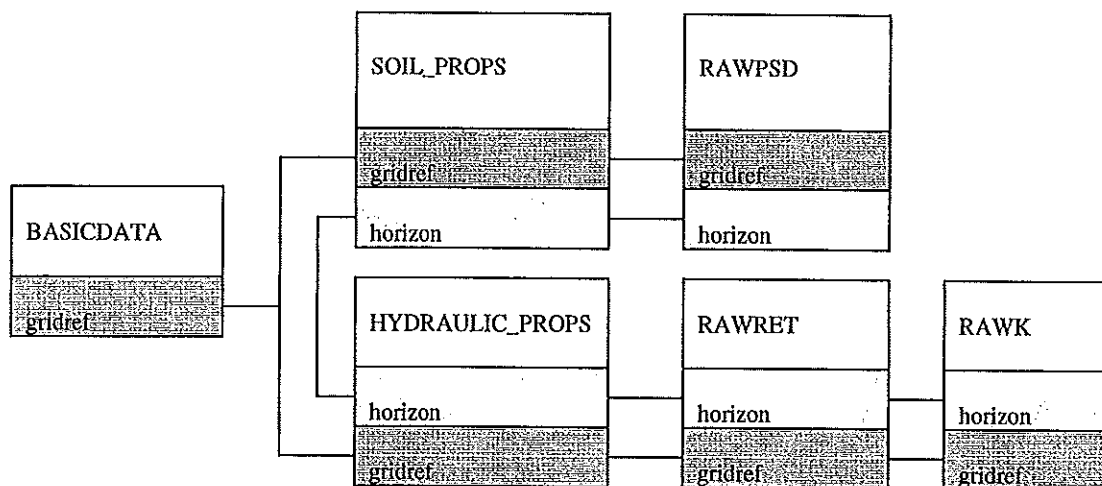 SOIL_PROPS
gridref
horizon
RAWPSD
gridref
horizon
BASICDATA
gridref
HYDRAULIC_PROPS
horizon
gridref
RAWRET
horizon
gridref
RAWK
horizon
gridref